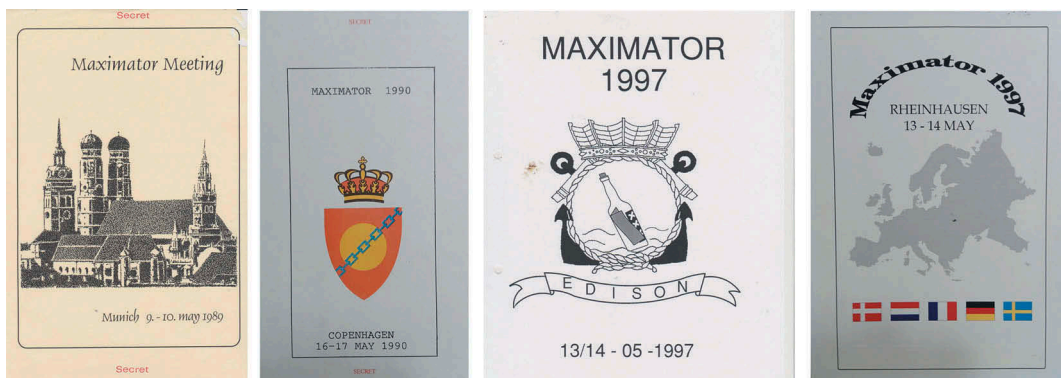 Secret
Maximator Meeting
Munich 9.-10. may 1989
Secret
SECRET
MAXIMATOR 1990
COPENHAGEN
16-17 MAY 1990
SECRET
MAXIMATOR
1997
EDISON
13/14 - 05 -1997
Maximator 1997
RHEINHAUSEN
13 - 14 MAY